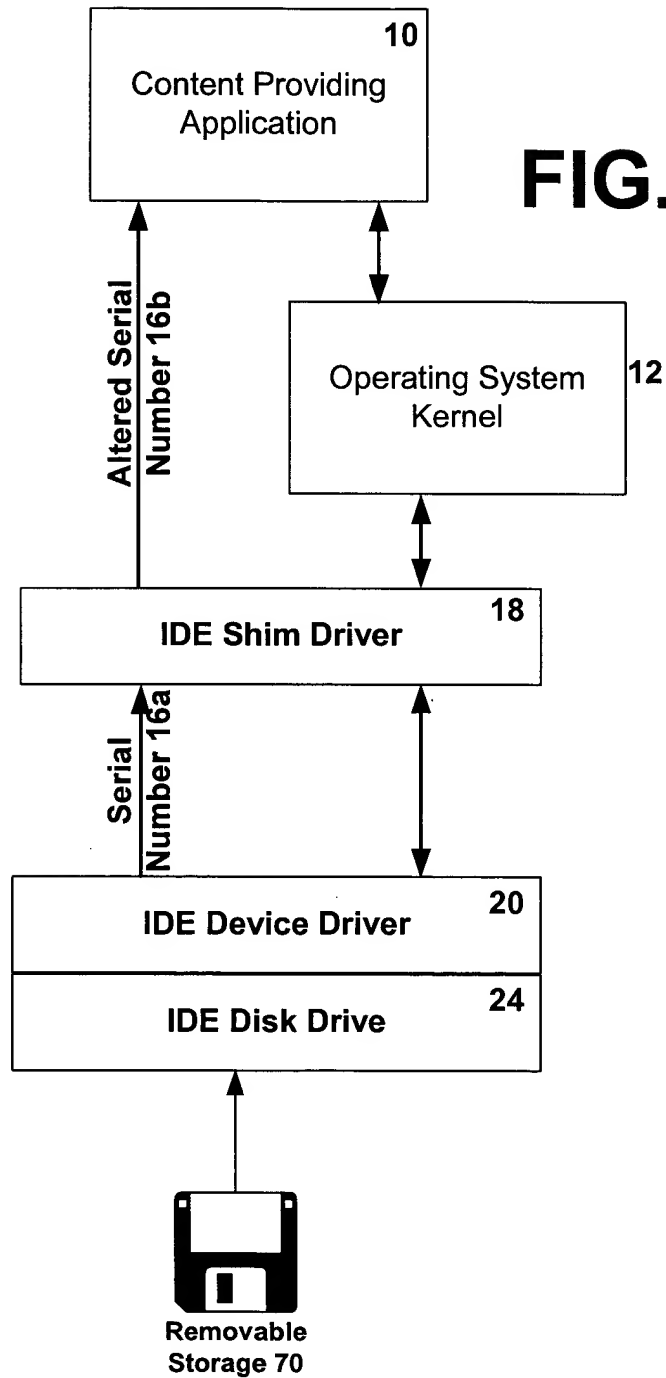 10
Content Providing
Application
FIG.
Altered Serial
Number 16b
Operating System
Kernel
12
18
IDE Shim Driver
Serial
Number 16a
20
IDE Device Driver
24
IDE Disk Drive
Removable
Storage 70